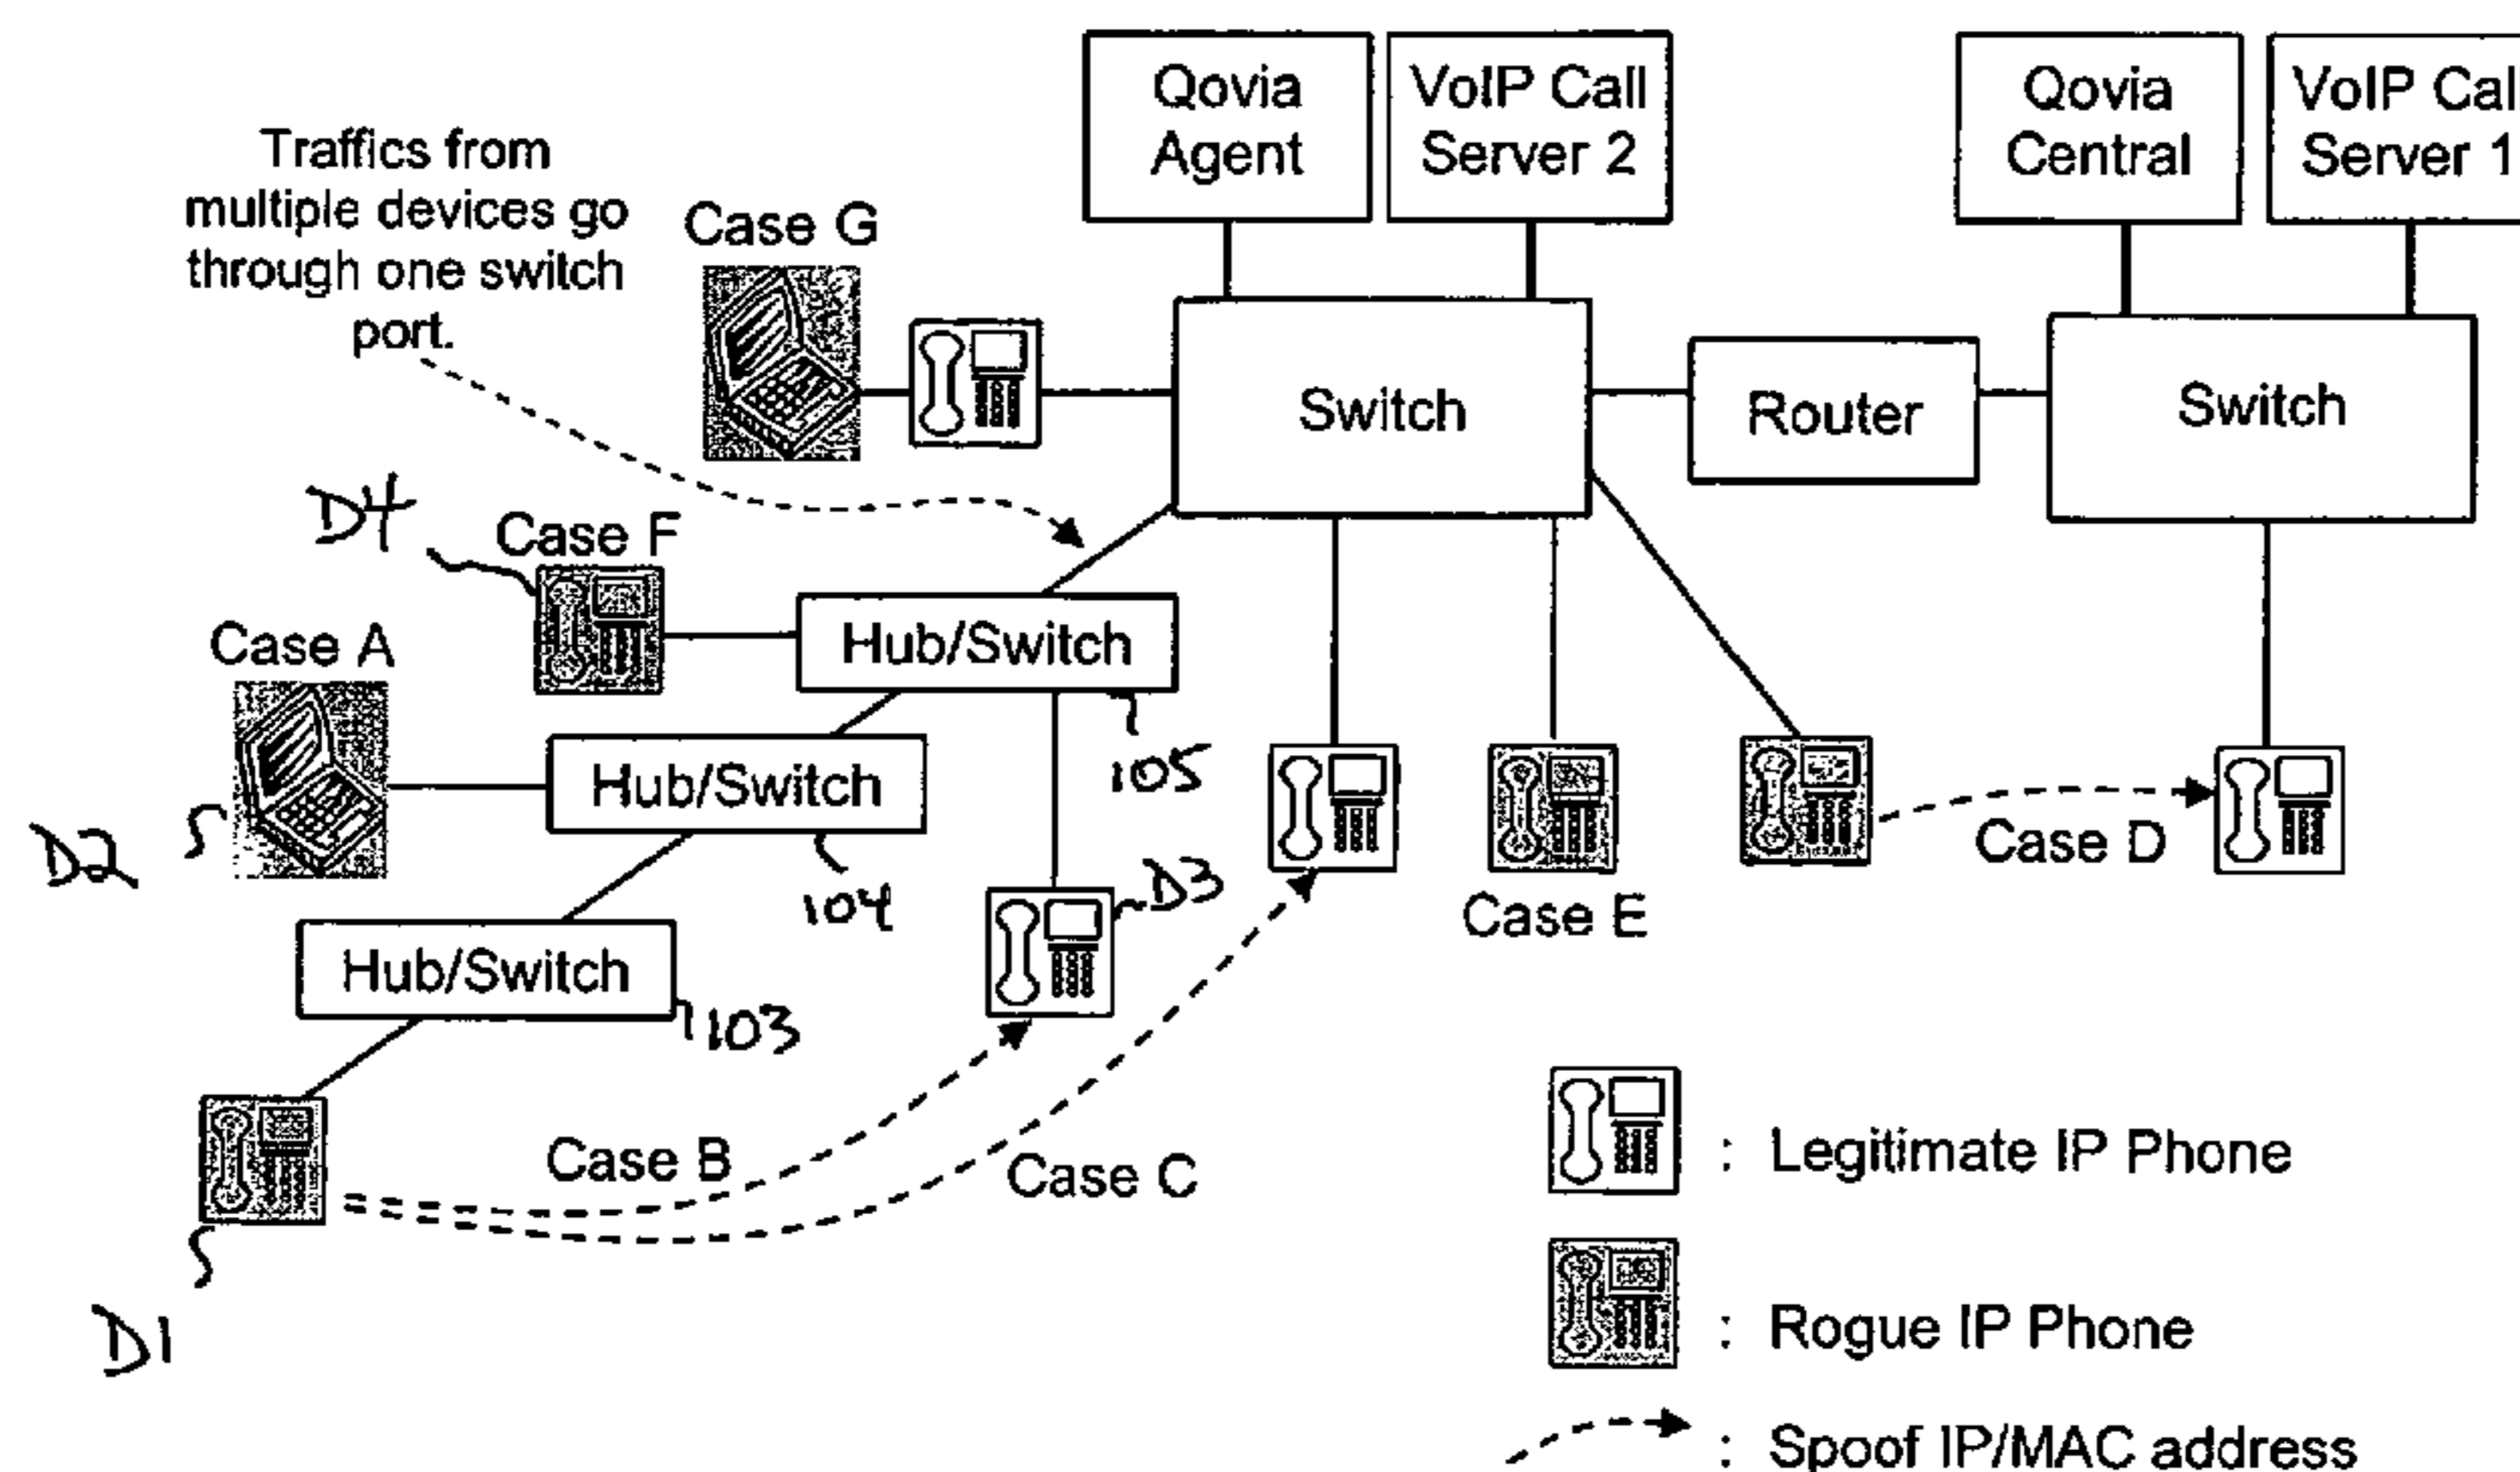 Qovia
Agent
VoIP Call
Server 2
Qovia
Central
VoIP Cal
Server 1
Traffics from
multiple devices go
through one switch
port.
Case G
Switch
Router
Switch
D4
Case F
Hub/Switch
Case A
Hub/Switch
105
D2
104
D3
Case E
Case D
Hub/Switch
103
Case B
Case C
D1
: Legitimate IP Phone
: Rogue IP Phone
: Spoof IP/MAC address